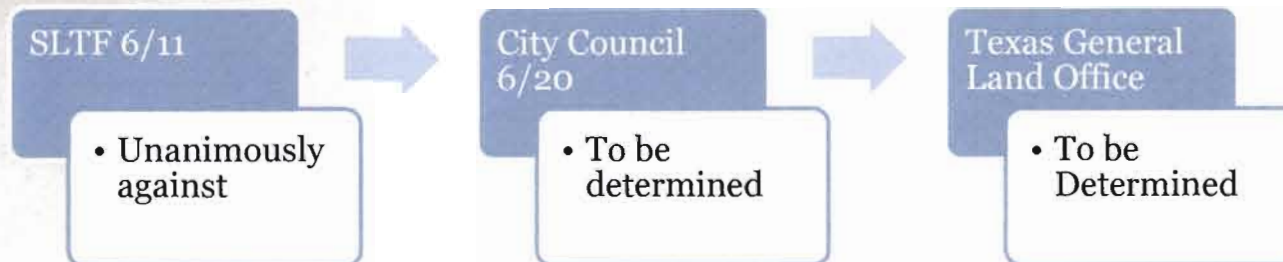 SLTF 6/11
• Unanimously
against
City Council
6/20
• To be
determined
Texas General
Land Office
• To be
Determined